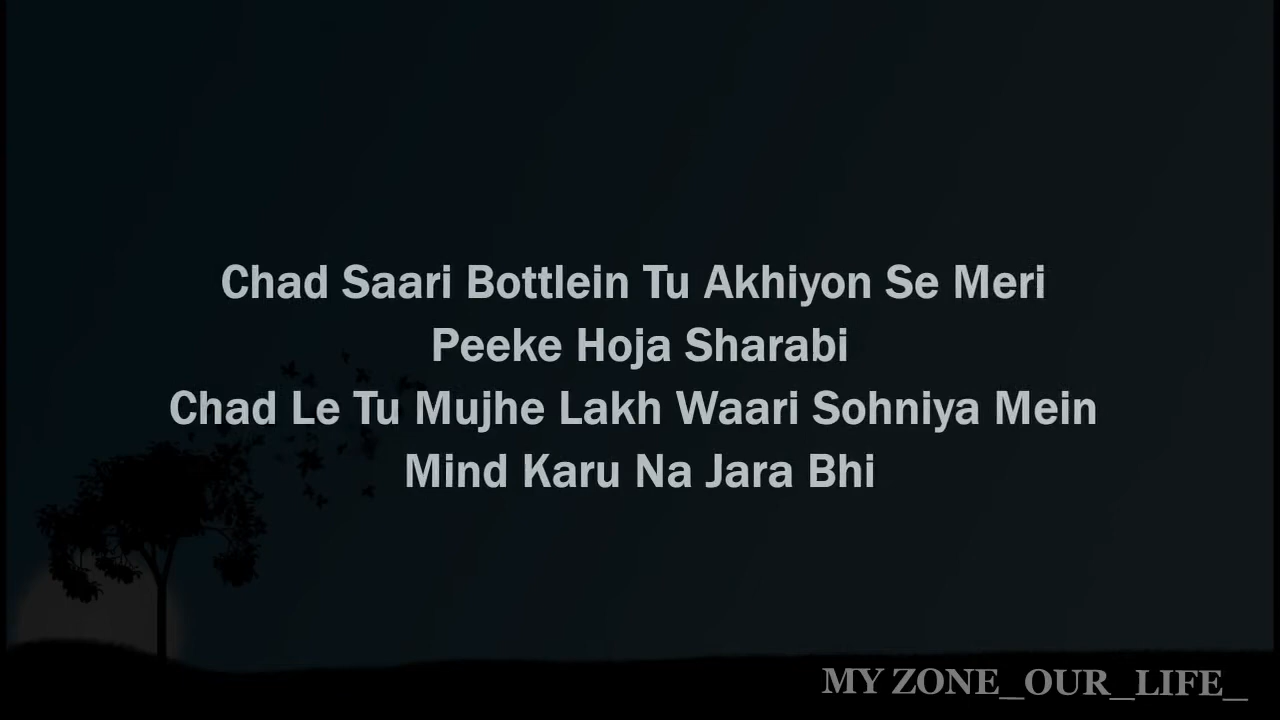 Chad Saari Bottlein Tu Akhiyon Se Meri
Peeke Hoja Sharabi
Chad Le Tu Mujhe Lakh Waari Sohniya Mein
Mind Karu Na Jara Bhi
MY ZONE_OUR_LIFE_